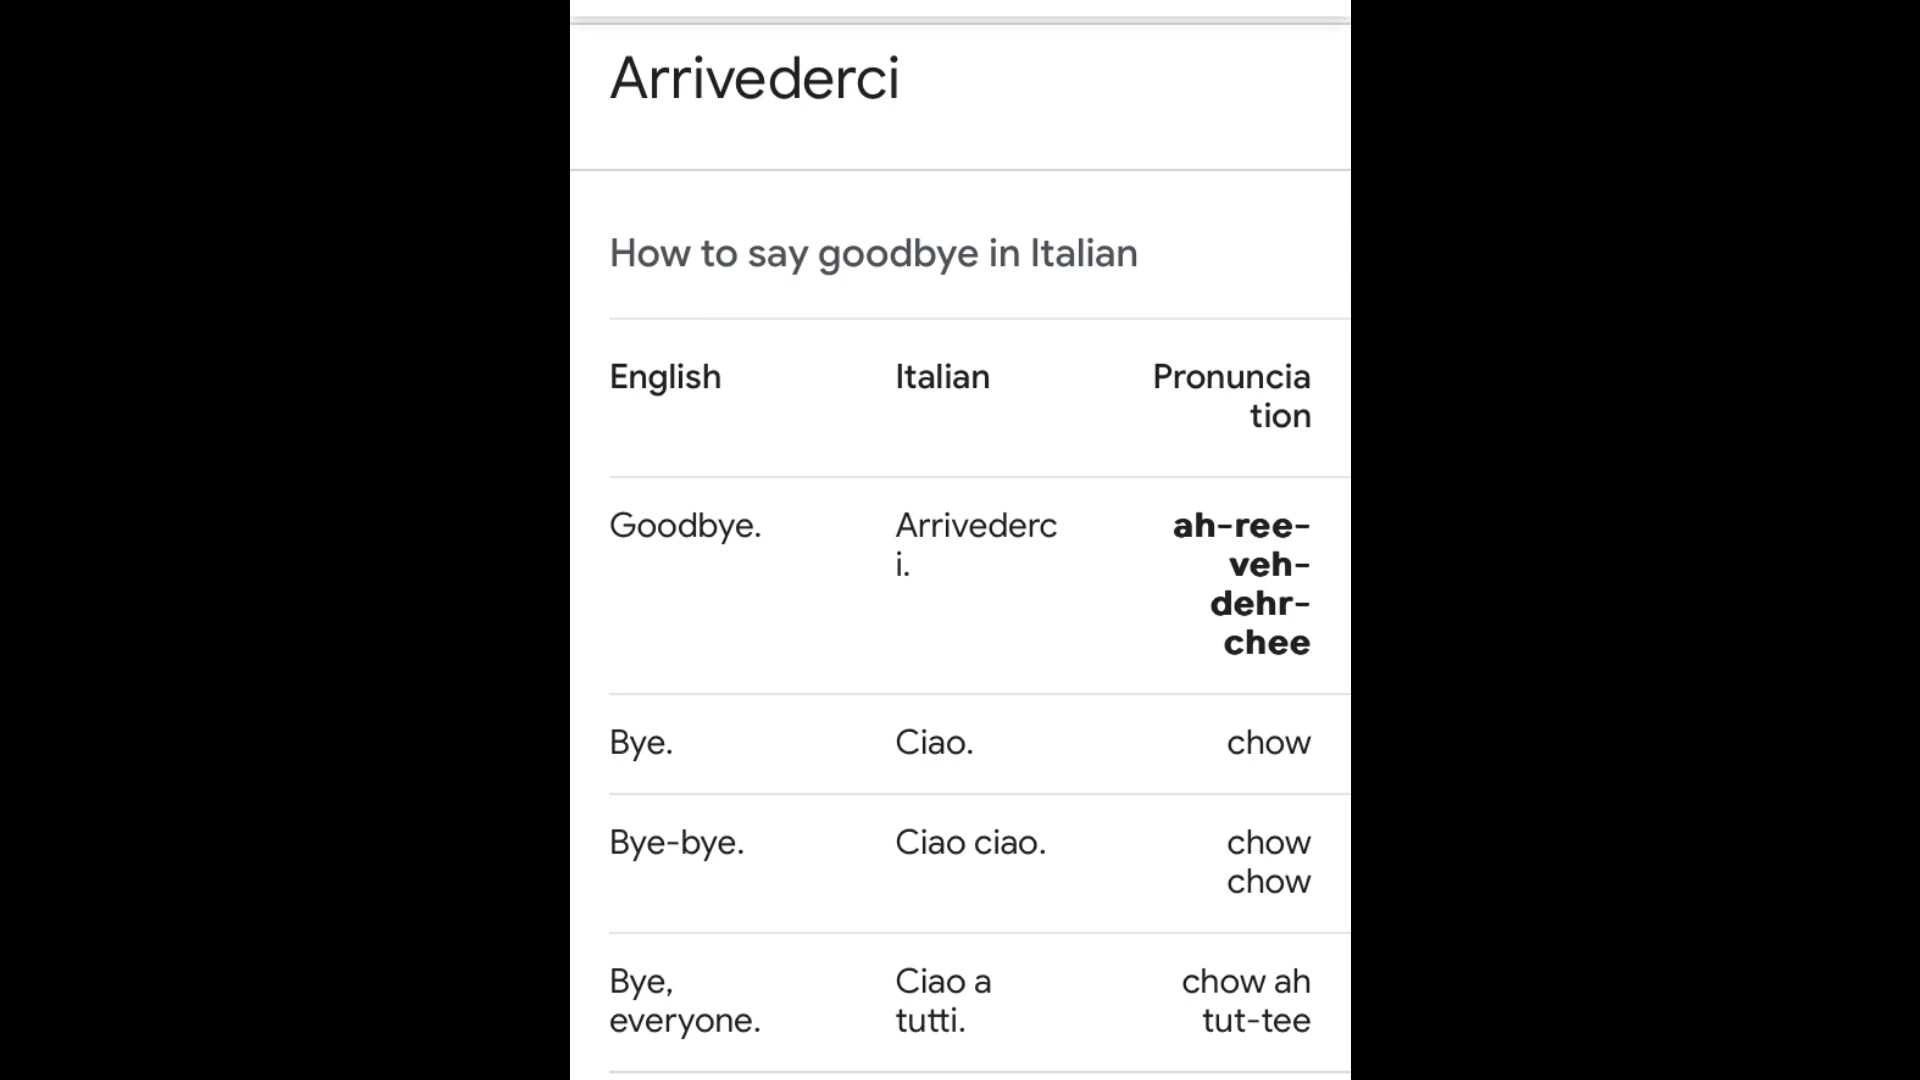 Arrivederci
How to say goodbye in Italian
English Italian Pronuncia
tion
Goodbye. Arrivederc ah-ree-
i. veh-
dehr-
chee
Bye. Ciao. chow
Bye-bye. Ciao ciao. chow
chow
Bye, Ciao a chow ah
everyone. tutti. tut-tee